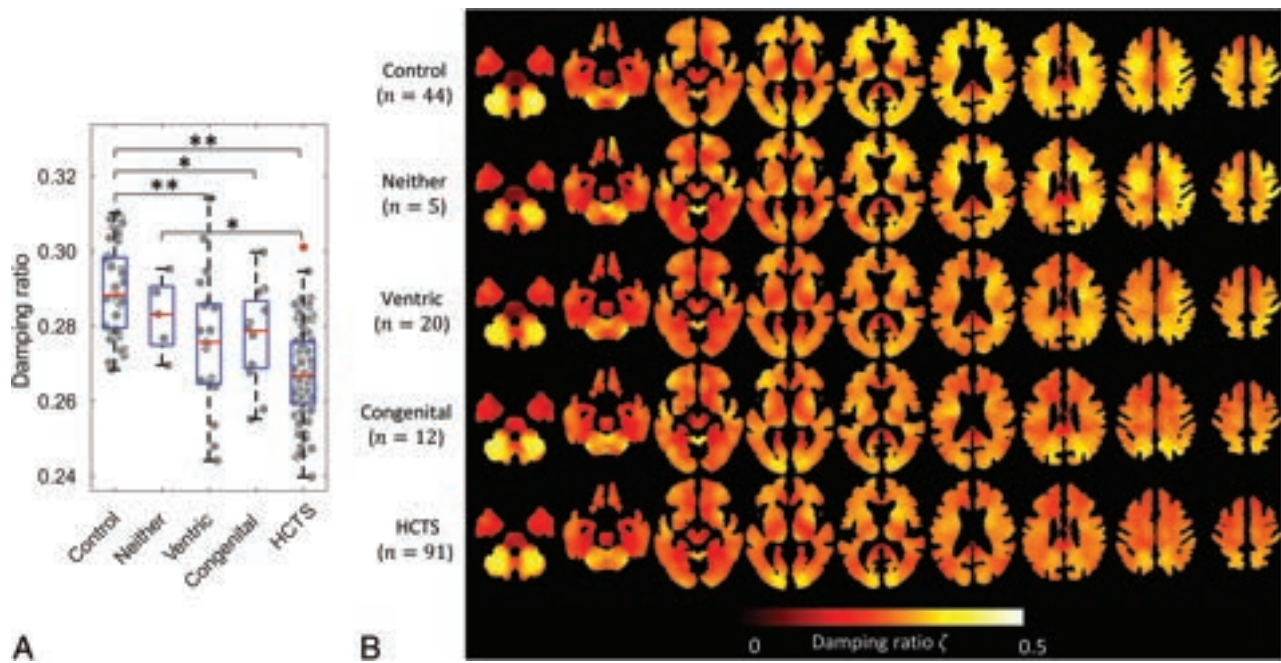 **
*
**
*
0.32
0.30
0.28
0.26
0.24
Damping ratio
Control
Neither
Ventric
Congenital
HCTS
A
Control
(n = 44)
Neither
(n = 5)
Ventric
(n = 20)
Congenital
(n = 12)
HCTS
(n = 91)
0
Damping ratio ζ
0.5
B